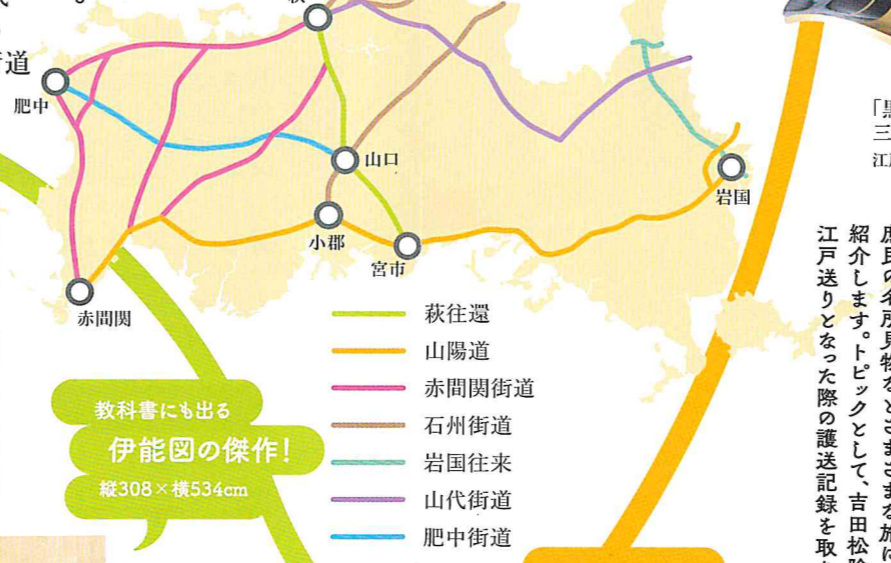 肥中
山口
岩国
小郡
宮市
赤間関
萩往還
山陽道
赤間関街道
石州街道
岩国往来
山代街道
肥中街道
教科書にも出る
伊能図の傑作!
縦308×横534cm
紹介します。トピックとして、吉田松陰
江戸送りとなった際の護送記録を取